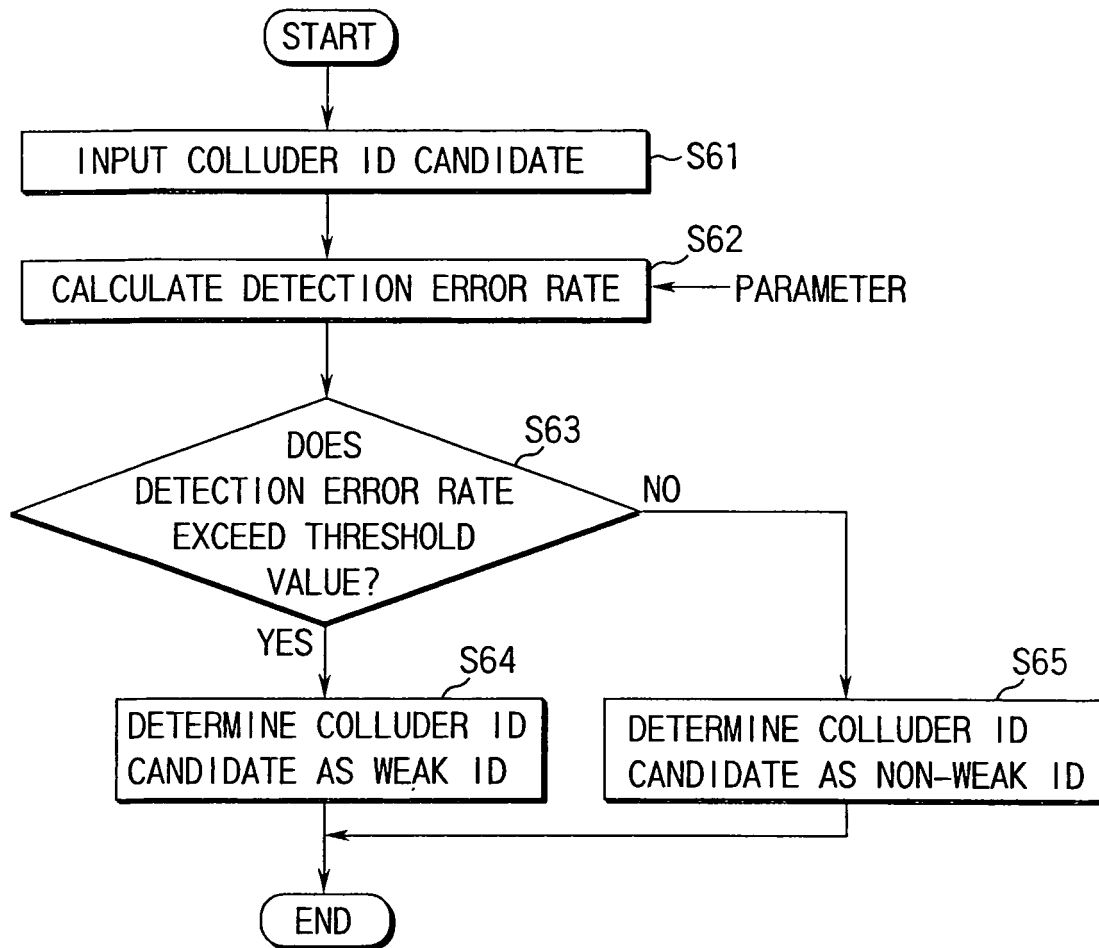 START
INPUT COLLUDER ID CANDIDATE
S61
S62
CALCULATE DETECTION ERROR RATE
PARAMETER
S63
DOES
DETECTION ERROR RATE
EXCEED THRESHOLD
VALUE?
NO
YES
S64
DETERMINE COLLUDER ID
CANDIDATE AS WEAK ID
S65
DETERMINE COLLUDER ID
CANDIDATE AS NON-WEAK ID
END